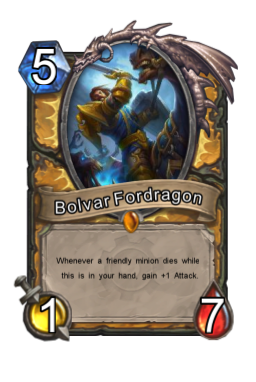 5
Bolvar Fordragon
Whenever a friendly minion dies while
this is in your hand, gain +1 Attack.
1
7